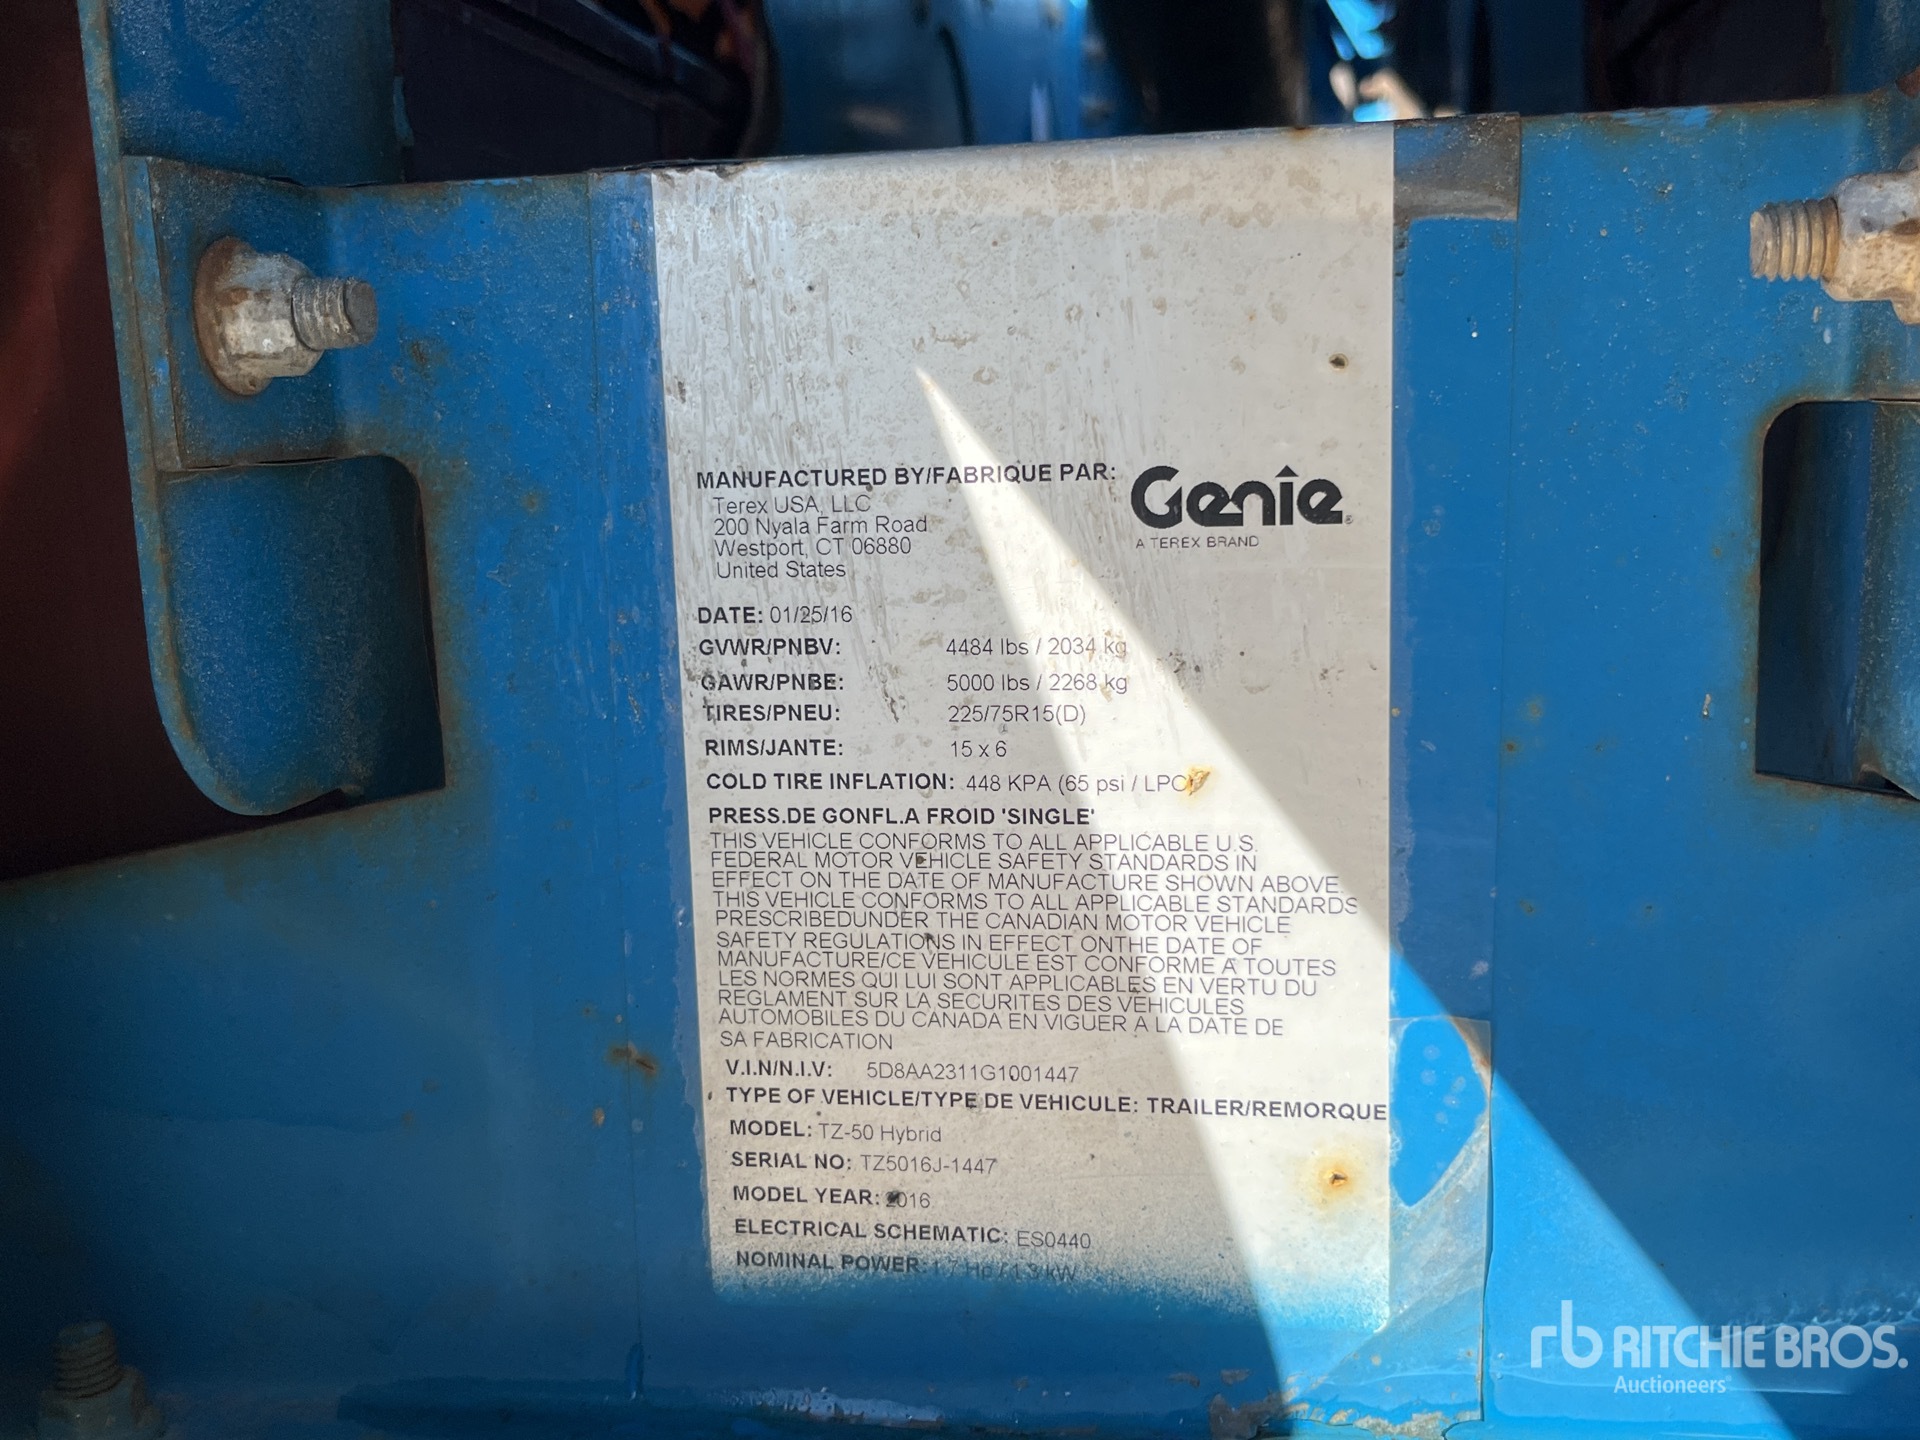 MANUFACTURED BY/FABRIQUE PAR:
Terex USA, LLC
200 Nyala Farm Road
Westport, CT 06880
United States
Genie
A TEREX BRAND
DATE: 01/25/16
GVWR/PNBV: 4484 lbs / 2034 kg
GAWR/PNBE: 5000 lbs / 2268 kg
TIRES/PNEU: 225/75R15(D)
RIMS/JANTE: 15 x 6
COLD TIRE INFLATION: 448 KPA (65 psi / LPC)
PRESS.DE GONFL.A FROID 'SINGLE'
THIS VEHICLE CONFORMS TO ALL APPLICABLE U.S.
FEDERAL MOTOR VEHICLE SAFETY STANDARDS IN
EFFECT ON THE DATE OF MANUFACTURE SHOWN ABOVE.
THIS VEHICLE CONFORMS TO ALL APPLICABLE STANDARDS
PRESCRIBEDUNDER THE CANADIAN MOTOR VEHICLE
SAFETY REGULATIONS IN EFFECT ONTHE DATE OF
MANUFACTURE/CE VEHICULE EST CONFORME A TOUTES
LES NORMES QUI LUI SONT APPLICABLES EN VERTU DU
REGLAMENT SUR LA SECURITES DES VEHICULES
AUTOMOBILES DU CANADA EN VIGUER A LA DATE DE
SA FABRICATION
V.I.N/N.I.V: 5D8AA2311G1001447
TYPE OF VEHICLE/TYPE DE VEHICULE: TRAILER/REMORQUE
MODEL: TZ-50 Hybrid
SERIAL NO: TZ5016J-1447
MODEL YEAR: 2016
ELECTRICAL SCHEMATIC: ES0440
NOMINAL POWER: 1.7 Hp / 1.3 kW
rb RITCHIE BROS.
Auctioneers